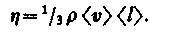 η = 1/3 ρ ⟨v⟩ ⟨l⟩.